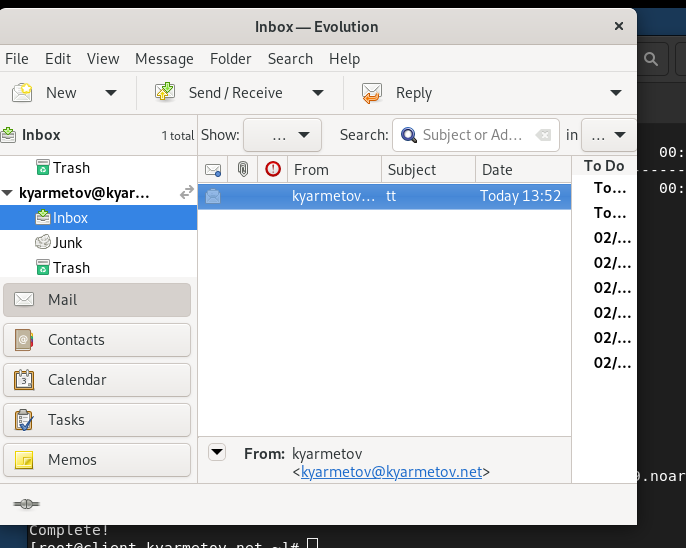 Inbox — Evolution
File Edit View Message Folder Search Help
New Send / Receive Reply
Inbox 1 total Show: ... Search: Subject or Ad... in ...
Trash
From Subject Date
To Do
kyarmetov@kyar...
kyarmetov... tt Today 13:52
To...
Inbox
To...
Junk
02/...
Trash
02/...
Mail
02/...
Contacts
02/...
Calendar
02/...
Tasks
02/...
Memos
From: kyarmetov
<kyarmetov@kyarmetov.net>
00:
00:
.noar
Complete!
[root@client.kyarmetov.net ~]#